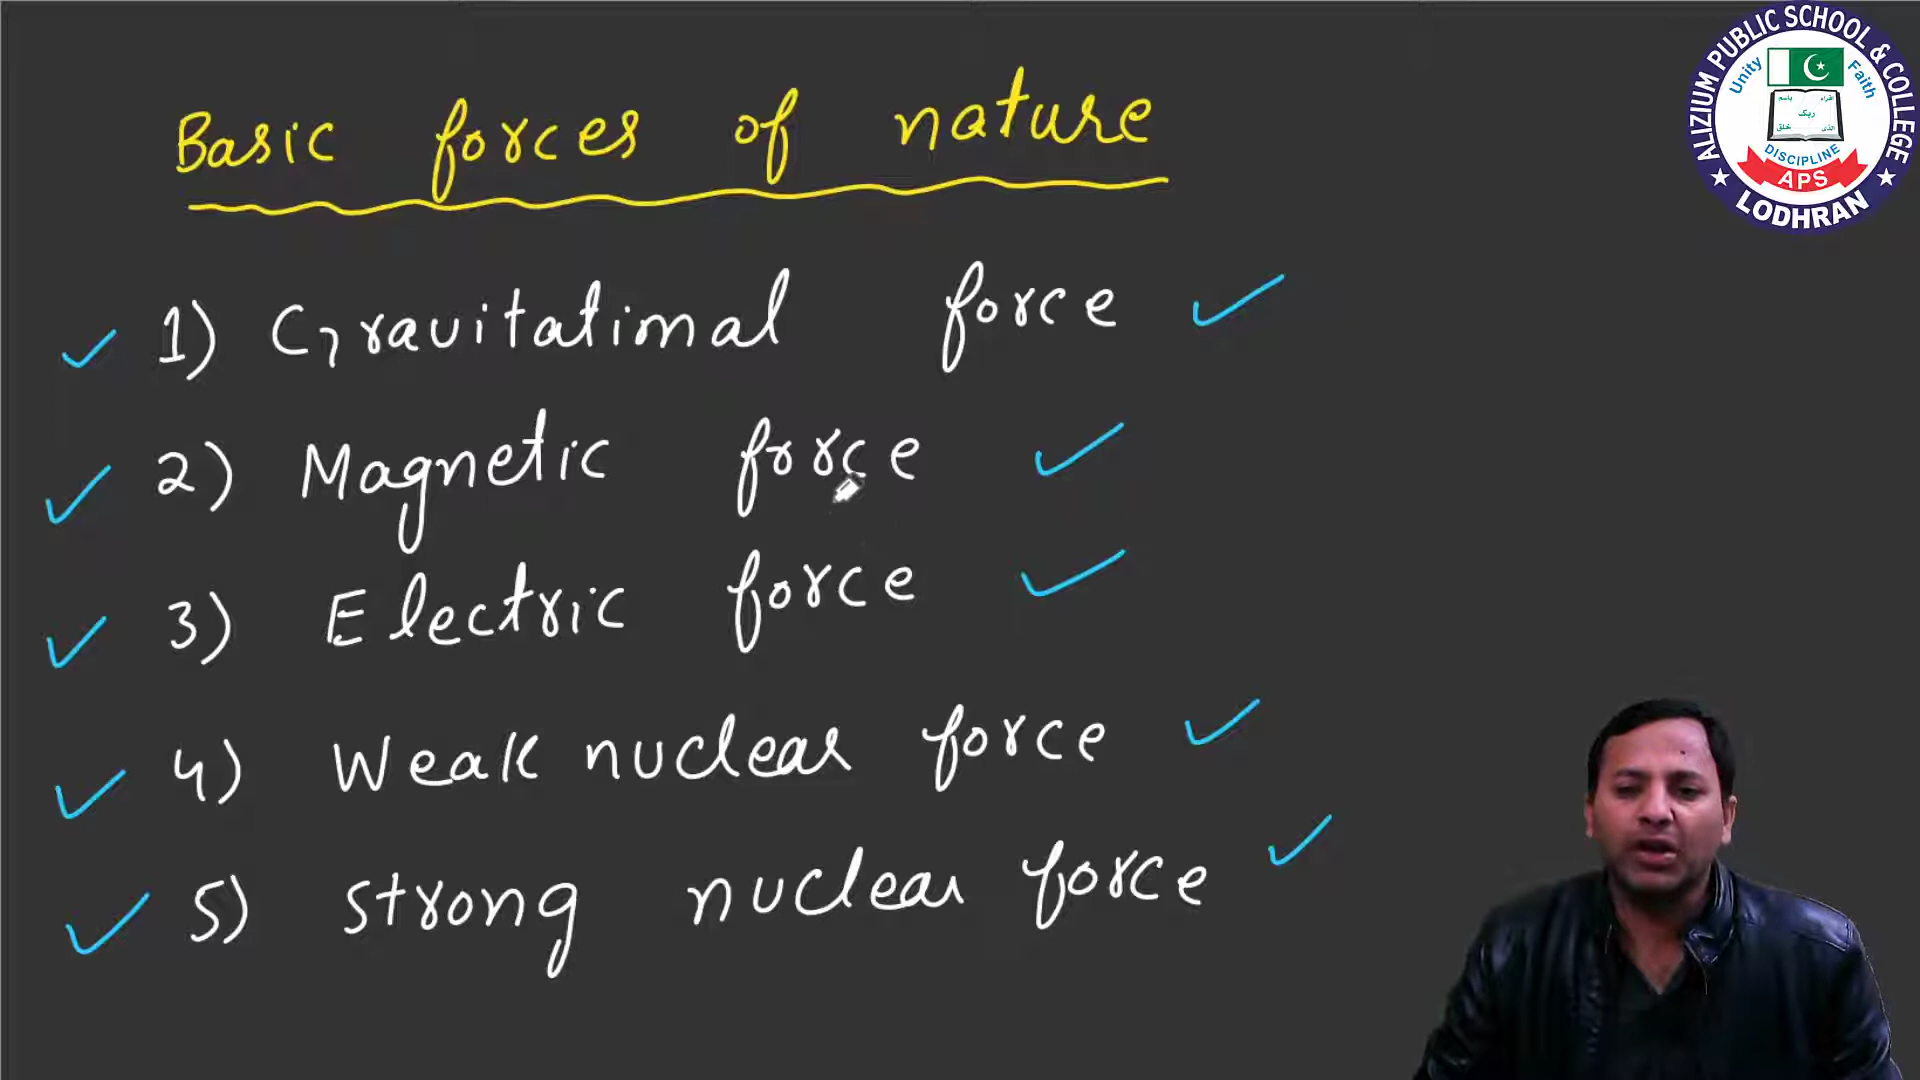 Basic forces of nature
1) Gravitational force
2) Magnetic force
3) Electric force
4) Weak nuclear force
5) strong nuclear force
ALIZIUM PUBLIC SCHOOL & COLLEGE
Unity
Faith
DISCIPLINE
APS
LODHRAN